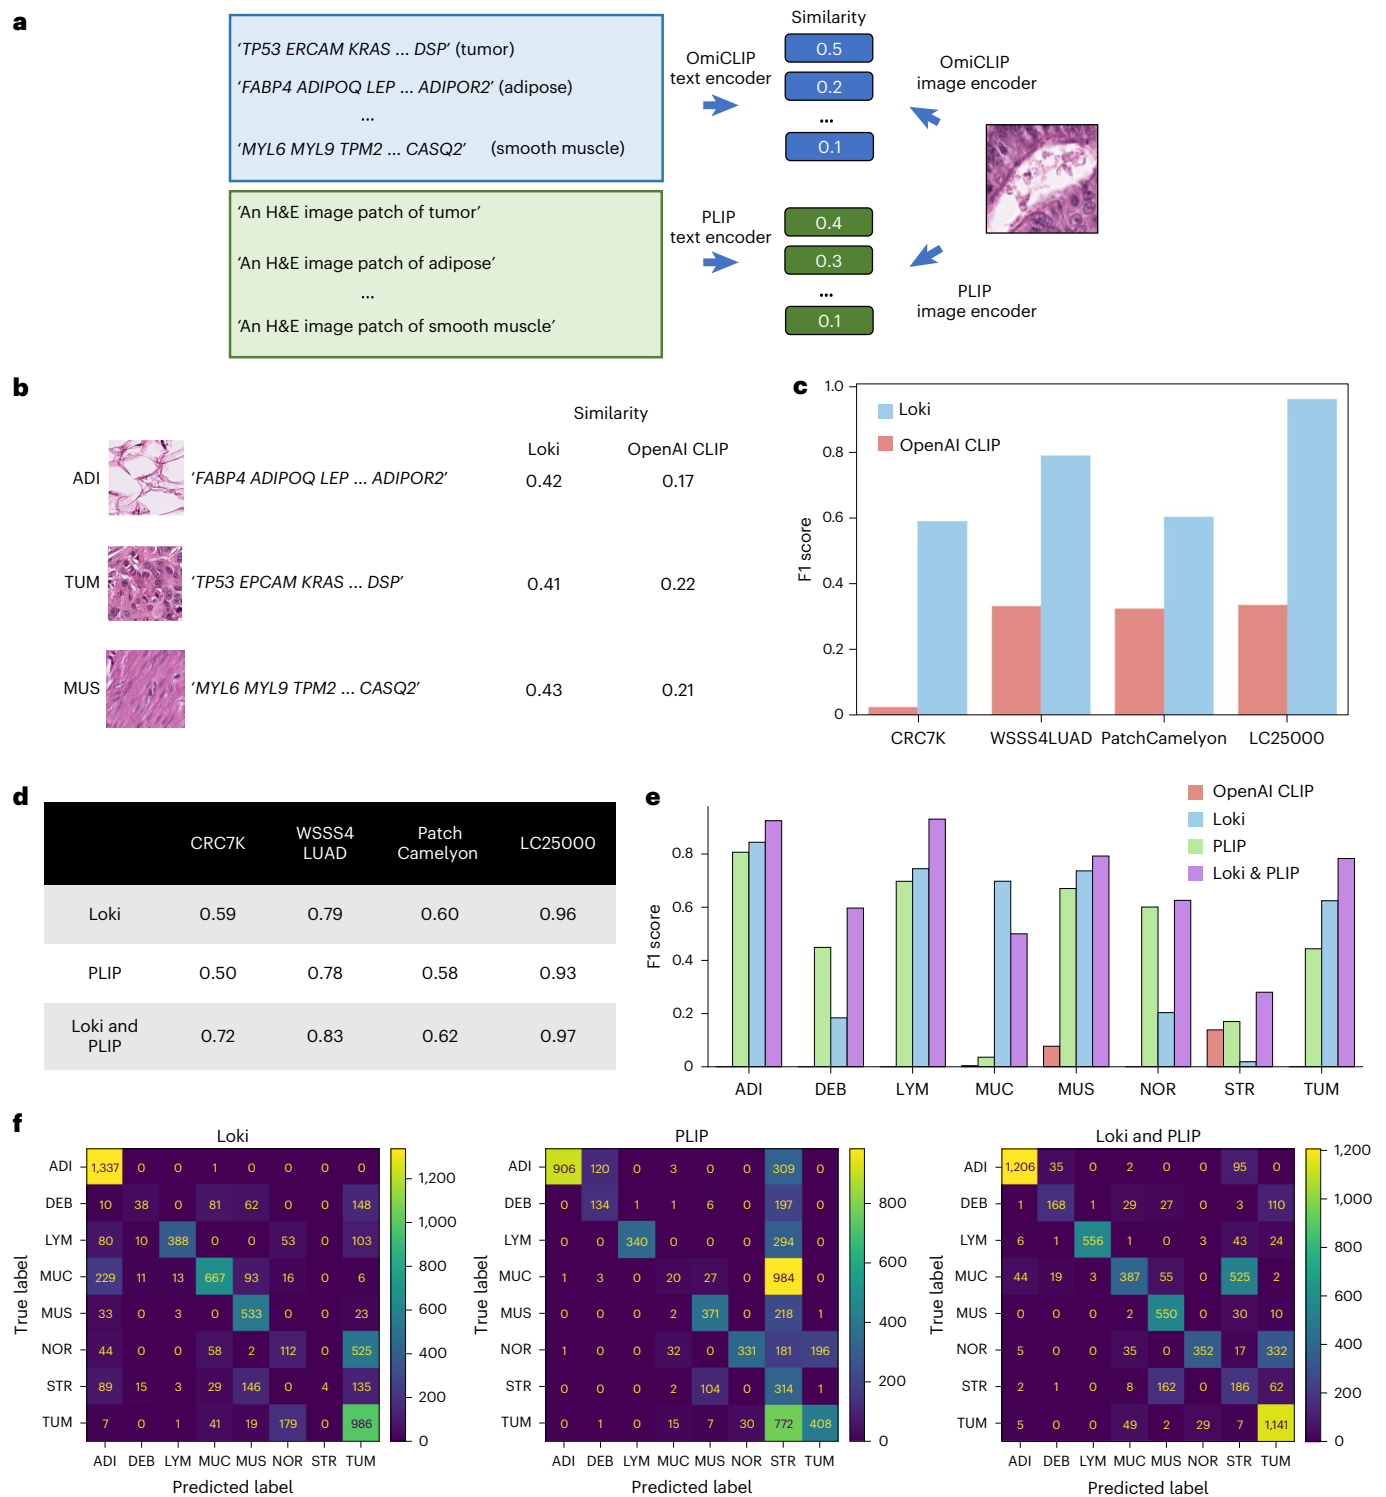 a
Similarity
'TP53 ERCAM KRAS ... DSP' (tumor)
'FABP4 ADIPOQ LEP ... ADIPOR2' (adipose)
...
'MYL6 MYL9 TPM2 ... CASQ2' (smooth muscle)
OmiCLIP
text encoder
0.5
0.2
...
0.1
OmiCLIP
image encoder
'An H&E image patch of tumor'
'An H&E image patch of adipose'
...
'An H&E image patch of smooth muscle'
PLIP
text encoder
0.4
0.3
...
0.1
PLIP
image encoder
b
Similarity
Loki OpenAI CLIP
ADI 'FABP4 ADIPOQ LEP ... ADIPOR2' 0.42 0.17
TUM 'TP53 EPCAM KRAS ... DSP' 0.41 0.22
MUS 'MYL6 MYL9 TPM2 ... CASQ2' 0.43 0.21
c
Loki
OpenAI CLIP
F1 score
1.0
0.8
0.6
0.4
0.2
0
CRC7K WSSS4LUAD PatchCamelyon LC25000
d
CRC7K WSSS4 LUAD Patch Camelyon LC25000
Loki 0.59 0.79 0.60 0.96
PLIP 0.50 0.78 0.58 0.93
Loki and PLIP 0.72 0.83 0.62 0.97
e
OpenAI CLIP
Loki
PLIP
Loki & PLIP
F1 score
0.8
0.6
0.4
0.2
0
ADI DEB LYM MUC MUS NOR STR TUM
f
Loki
True label
ADI 1,337 0 0 1 0 0 0 0
DEB 10 38 0 81 62 0 0 148
LYM 80 10 388 0 0 53 0 103
MUC 229 11 13 667 93 16 0 6
MUS 33 0 3 0 533 0 0 23
NOR 44 0 0 58 2 112 0 525
STR 89 15 3 29 146 0 4 135
TUM 7 0 1 41 19 179 0 986
ADI DEB LYM MUC MUS NOR STR TUM
Predicted label
1,200
1,000
800
600
400
200
0
PLIP
True label
ADI 906 120 0 3 0 0 309 0
DEB 0 134 1 1 6 0 197 0
LYM 0 0 340 0 0 0 294 0
MUC 1 3 0 20 27 0 984 0
MUS 0 0 0 2 371 0 218 1
NOR 1 0 0 32 0 331 181 196
STR 0 0 0 2 104 0 314 1
TUM 0 1 0 15 7 30 772 408
ADI DEB LYM MUC MUS NOR STR TUM
Predicted label
800
600
400
200
0
Loki and PLIP
True label
ADI 1,206 35 0 2 0 0 95 0
DEB 1 168 1 29 27 0 3 110
LYM 6 1 556 1 0 3 43 24
MUC 44 19 3 387 55 0 525 2
MUS 0 0 0 2 550 0 30 10
NOR 5 0 0 35 0 352 17 332
STR 2 1 0 8 162 0 186 62
TUM 5 0 0 49 2 29 7 1,141
ADI DEB LYM MUC MUS NOR STR TUM
Predicted label
1,200
1,000
800
600
400
200
0